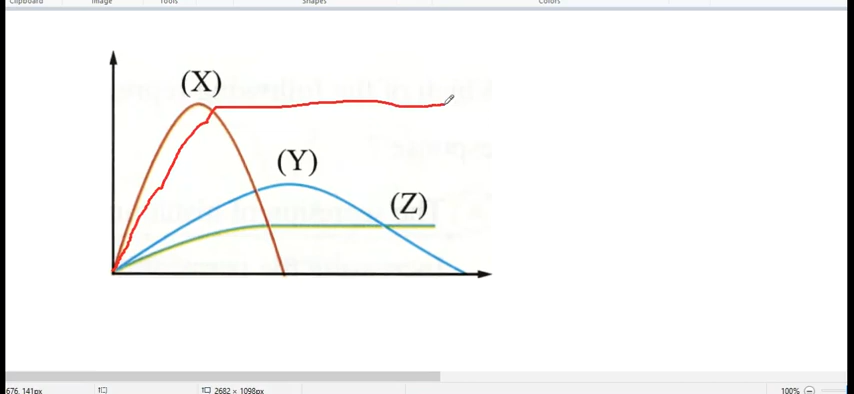 Clipboard Image Tools Shapes Colors
(X)
(Y)
(Z)
676, 141px 2682 × 1098px 100%